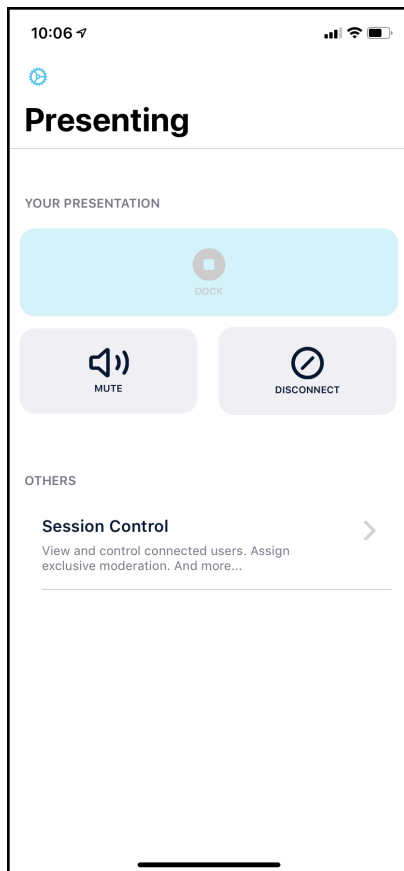 10:06
Presenting
YOUR PRESENTATION
DOCK
MUTE
DISCONNECT
OTHERS
Session Control
View and control connected users. Assign
exclusive moderation. And more...